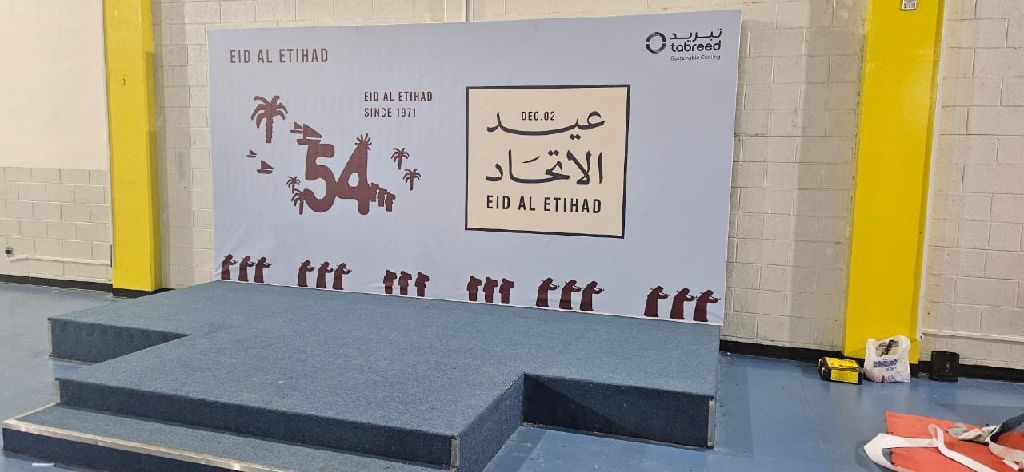 EID AL ETIHAD
EID AL ETIHAD
SINCE 1971
54
تبريد
tabreed
Sustainable Cooling
DEC.02
عيد
الاتحاد
EID AL ETIHAD